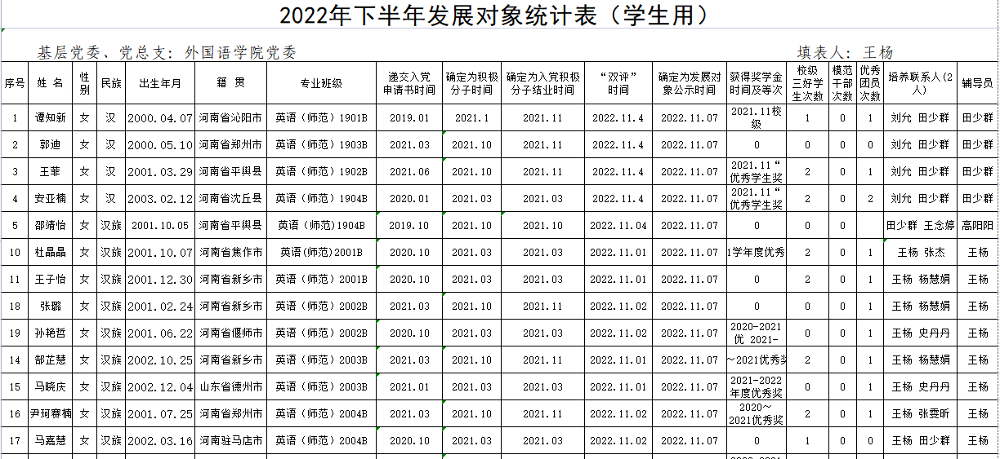 2022年下半年发展对象统计表（学生用）
基层党委、党总支：外国语学院党委 填表人：王杨
序号 姓 名 性别 民族 出生年月 籍 贯 专业班级 递交入党申请书时间 确定为积极分子时间 确定为入党积极分子结业时间 “双评”时间 确定为发展对象公示时间 获得奖学金时间及等次 校级三好学生次数 模范干部次数 优秀团员次数 培养联系人(2人) 辅导员
1 谭知新 女 汉 2000.04.07 河南省沁阳市 英语（师范）1901B 2019.01 2021.1 2021.11 2022.11.4 2022.11.07 2021.11校级 1 0 1 刘允 田少群 田少群
2 郭迪 女 汉 2000.05.10 河南省郑州市 英语（师范）1903B 2021.03 2021.10 2021.11 2022.11.4 2022.11.07 0 0 0 0 刘允 田少群 田少群
3 王菲 女 汉 2001.03.29 河南省平舆县 英语（师范）1902B 2021.06 2021.10 2021.11 2022.11.4 2022.11.07 2021.11“优秀学生奖 2 0 1 刘允 田少群 田少群
4 安亚楠 女 汉 2003.02.12 河南省沈丘县 英语（师范）1904B 2020.01 2021.03 2021.03 2022.11.4 2022.11.07 2021.11“优秀学生奖 2 0 2 刘允 田少群 田少群
5 邵靖怡 女 汉族 2001.10.05 河南省平舆县 英语（师范)1904B 2019.10 2021.10 2021.10 2022.11.04 2022.11.07 0 0 0 田少群 王念婷 高阳阳
10 杜晶晶 女 汉族 2001.10.07 河南省焦作市 英语(师范)2001B 2020.10 2021.03 2021.03 2022.11.01 2022.11.07 1学年度优秀 2 0 1 王杨 张杰 王杨
11 王子怡 女 汉族 2001.12.30 河南省新乡市 英语（师范）2001B 2020.10 2021.03 2021.03 2022.11.01 2022.11.07 0 2 0 1 王杨 杨慧娟 王杨
18 张璐 女 汉族 2001.02.24 河南省新乡市 英语（师范）2002B 2021.03 2021.10 2021.11 2022.11.02 2022.11.07 0 0 0 1 王杨 杨慧娟 王杨
19 孙艳哲 女 汉族 2001.06.22 河南省偃师市 英语（师范）2002B 2020.10 2021.03 2021.03 2022.11.02 2022.11.07 2020-2021优 2021- 0 0 1 王杨 史丹丹 王杨
14 郜芷慧 女 汉族 2002.10.25 河南省新乡市 英语（师范）2003B 2021.03 2021.10 2021.11 2022.11.01 2022.11.07 ～2021优秀奖 2 0 1 王杨 杨慧娟 王杨
15 马晓庆 女 汉族 2002.12.04 山东省德州市 英语（师范）2003B 2021.01 2021.03 2021.03 2022.11.01 2022.11.07 2021-2022年度优秀奖 0 0 1 王杨 史丹丹 王杨
16 尹珂赛楠 女 汉族 2001.07.25 河南省郑州市 英语（师范）2004B 2021.03 2021.10 2021.11 2022.11.02 2022.11.07 2020～2021优秀奖 2 0 1 王杨 张雯昕 王杨
17 马嘉慧 女 汉族 2002.03.16 河南驻马店市 英语（师范）2004B 2020.10 2021.03 2021.03 2022.11.02 2022.11.07 0 1 0 0 王杨 田少群 王杨